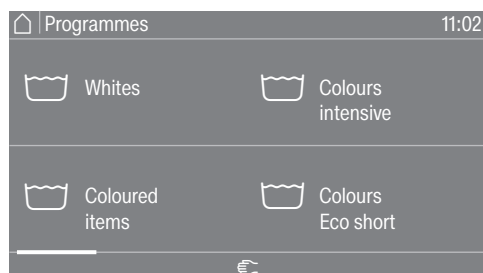 Programmes
11:02
Whites
Colours
intensive
Coloured
items
Colours
Eco short